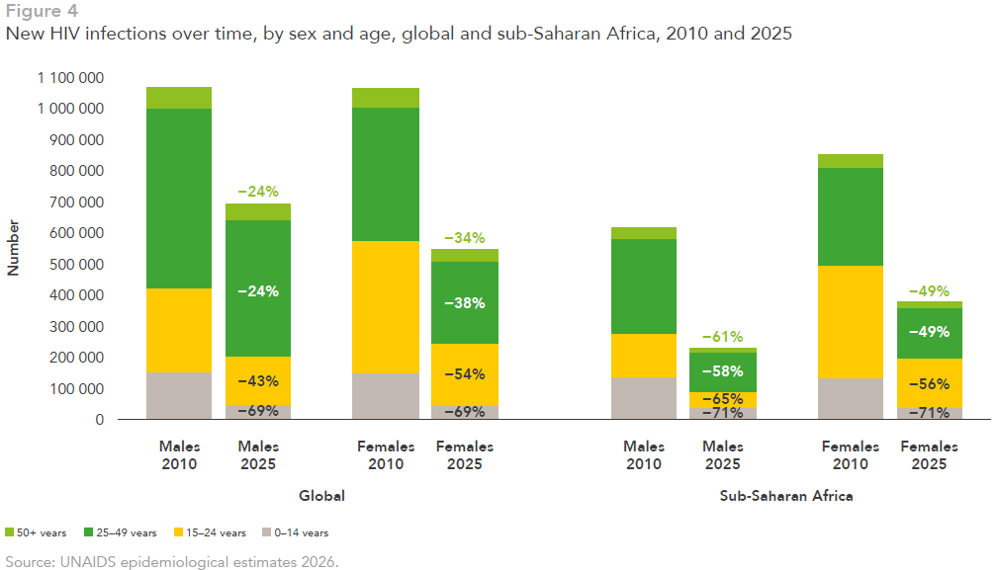 Figure 4
New HIV infections over time, by sex and age, global and sub-Saharan Africa, 2010 and 2025
Number
1 100 000
1 000 000
900 000
800 000
700 000
600 000
500 000
400 000
300 000
200 000
100 000
0
−24%
−24%
−43%
−69%
−34%
−38%
−54%
−69%
−61%
−58%
−65%
−71%
−49%
−49%
−56%
−71%
Males Males Females Females Males Males Females Females
2010 2025 2010 2025 2010 2025 2010 2025
Global Sub-Saharan Africa
50+ years 25–49 years 15–24 years 0–14 years
Source: UNAIDS epidemiological estimates 2026.